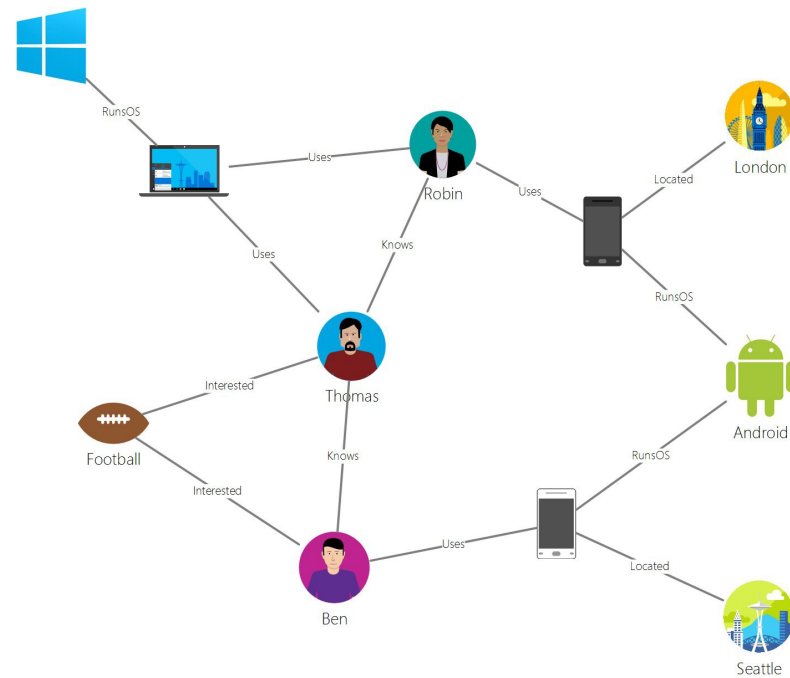 RunsOS
Uses
Robin
Uses
Located
London
Uses
Knows
RunsOS
Thomas
Interested
Android
Football
Knows
RunsOS
Interested
Uses
Located
Ben
Seattle